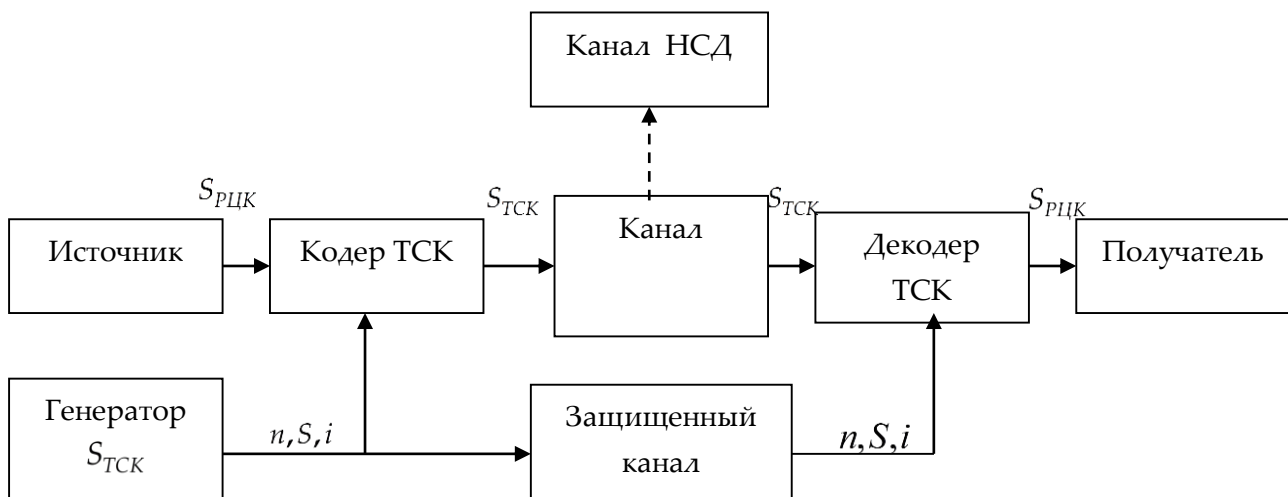 Канал НСД
S_РЦК
S_ТСК
S_ТСК
S_РЦК
Источник
Кодер ТСК
Канал
Декодер
ТСК
Получатель
Генератор
S_ТСК
n, S, i
Защищенный
канал
n, S, i